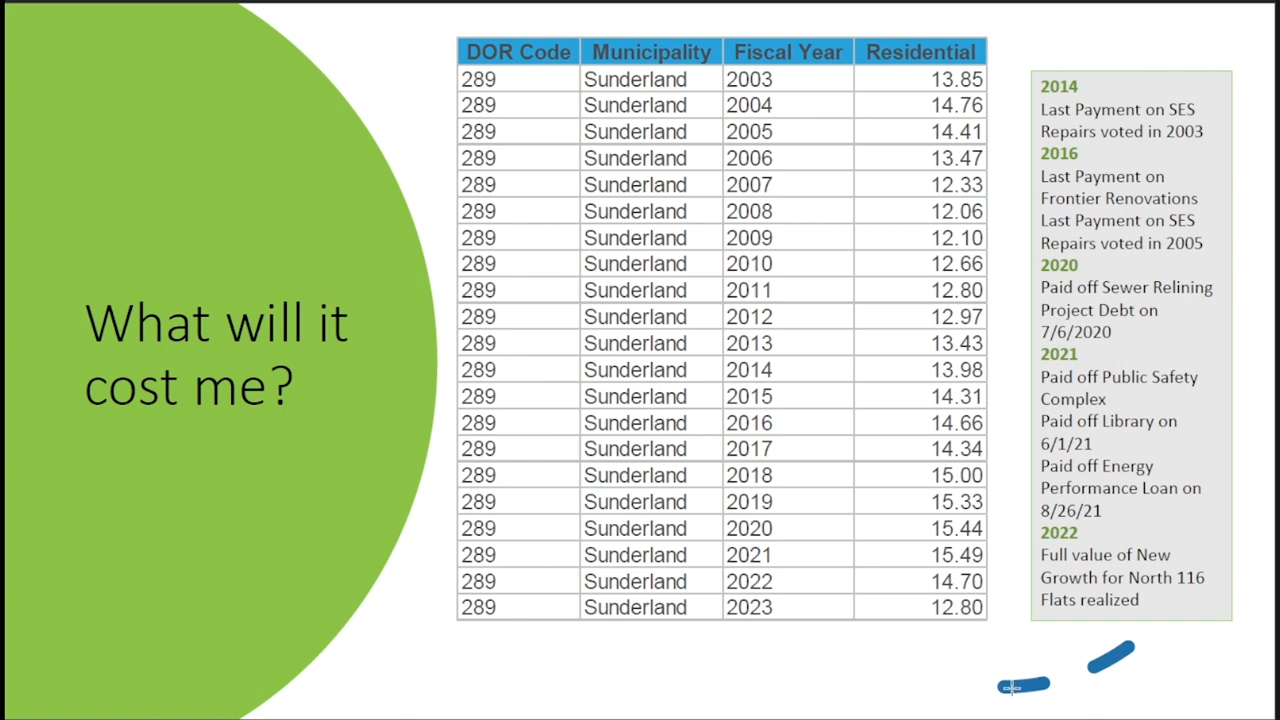 What will it
cost me?
DOR Code Municipality Fiscal Year Residential
289 Sunderland 2003 13.85
289 Sunderland 2004 14.76
289 Sunderland 2005 14.41
289 Sunderland 2006 13.47
289 Sunderland 2007 12.33
289 Sunderland 2008 12.06
289 Sunderland 2009 12.10
289 Sunderland 2010 12.66
289 Sunderland 2011 12.80
289 Sunderland 2012 12.97
289 Sunderland 2013 13.43
289 Sunderland 2014 13.98
289 Sunderland 2015 14.31
289 Sunderland 2016 14.66
289 Sunderland 2017 14.34
289 Sunderland 2018 15.00
289 Sunderland 2019 15.33
289 Sunderland 2020 15.44
289 Sunderland 2021 15.49
289 Sunderland 2022 14.70
289 Sunderland 2023 12.80
2014
Last Payment on SES
Repairs voted in 2003
2016
Last Payment on
Frontier Renovations
Last Payment on SES
Repairs voted in 2005
2020
Paid off Sewer Relining
Project Debt on
7/6/2020
2021
Paid off Public Safety
Complex
Paid off Library on
6/1/21
Paid off Energy
Performance Loan on
8/26/21
2022
Full value of New
Growth for North 116
Flats realized